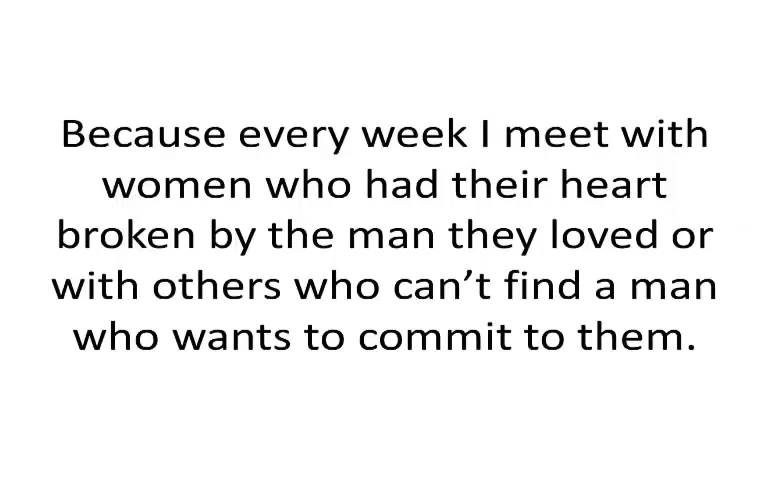 Because every week I meet with
women who had their heart
broken by the man they loved or
with others who can’t find a man
who wants to commit to them.